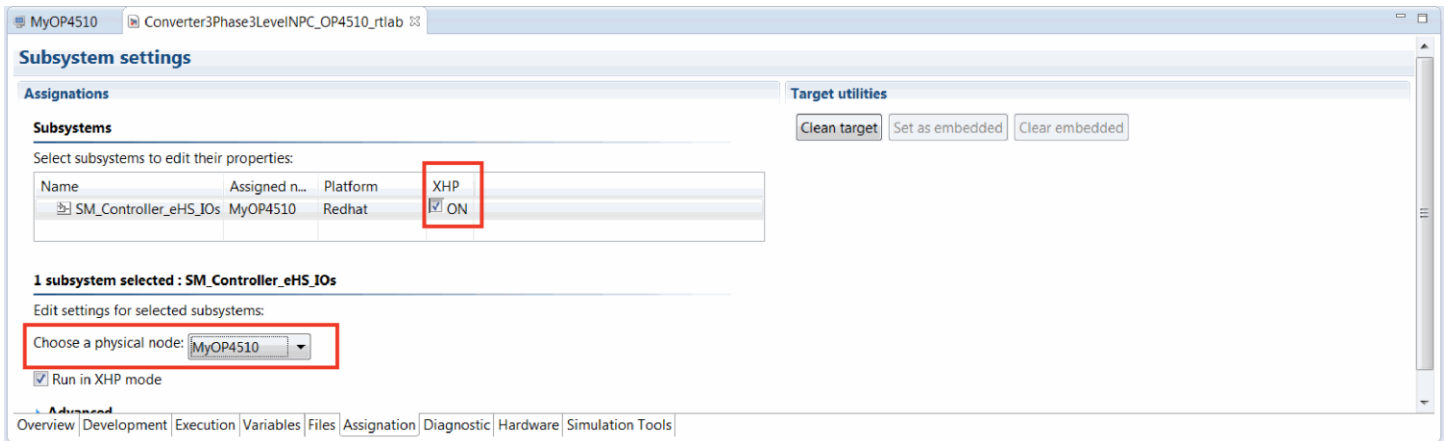 MyOP4510 Converter3Phase3LevelNPC_OP4510_rtlab
Subsystem settings
Assignations
Target utilities
Subsystems
Clean target Set as embedded Clear embedded
Select subsystems to edit their properties:
Name Assigned n... Platform XHP
SM_Controller_eHS_IOs MyOP4510 Redhat ON
1 subsystem selected : SM_Controller_eHS_IOs
Edit settings for selected subsystems:
Choose a physical node: MyOP4510
Run in XHP mode
Advanced
Overview Development Execution Variables Files Assignation Diagnostic Hardware Simulation Tools